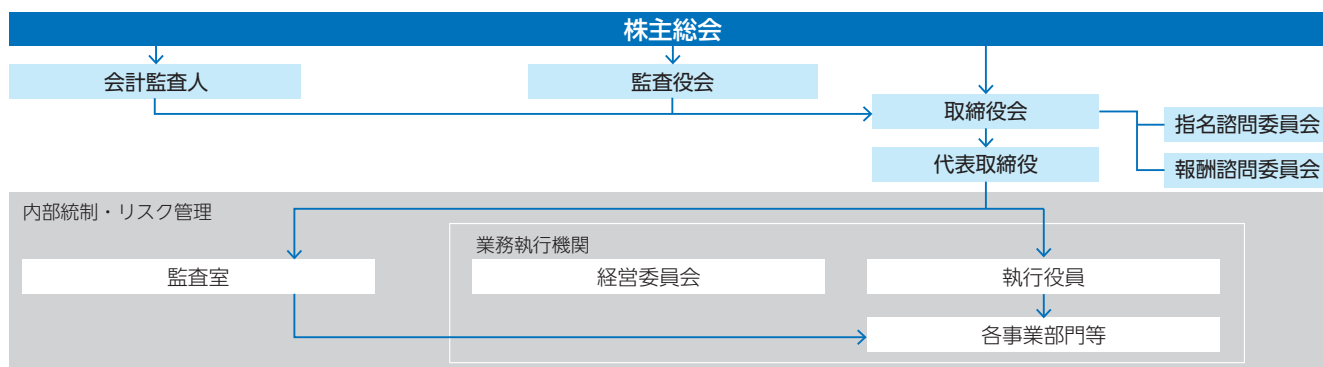 株主総会
会計監査人
監査役会
取締役会
指名諮問委員会
代表取締役
報酬諮問委員会
内部統制・リスク管理
業務執行機関
監査室
経営委員会
執行役員
各事業部門等